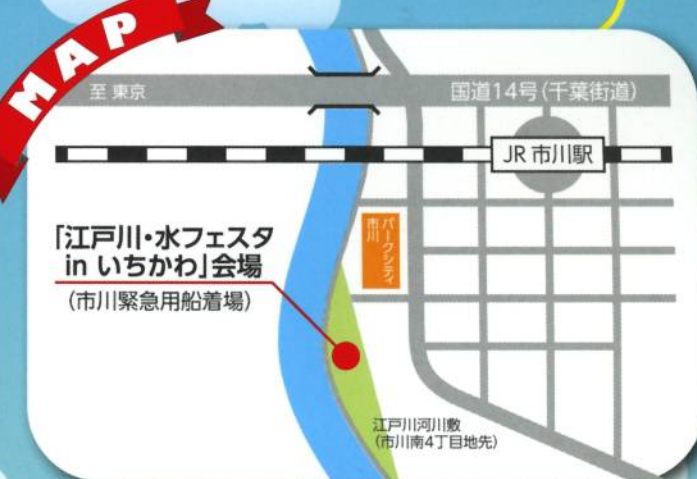 MAP
至 東京
国道14号(千葉街道)
JR 市川駅
「江戸川・水フェスタ
in いちかわ」会場
(市川緊急用船着場)
パークシティ
市川
江戸川河川敷
(市川南4丁目地先)